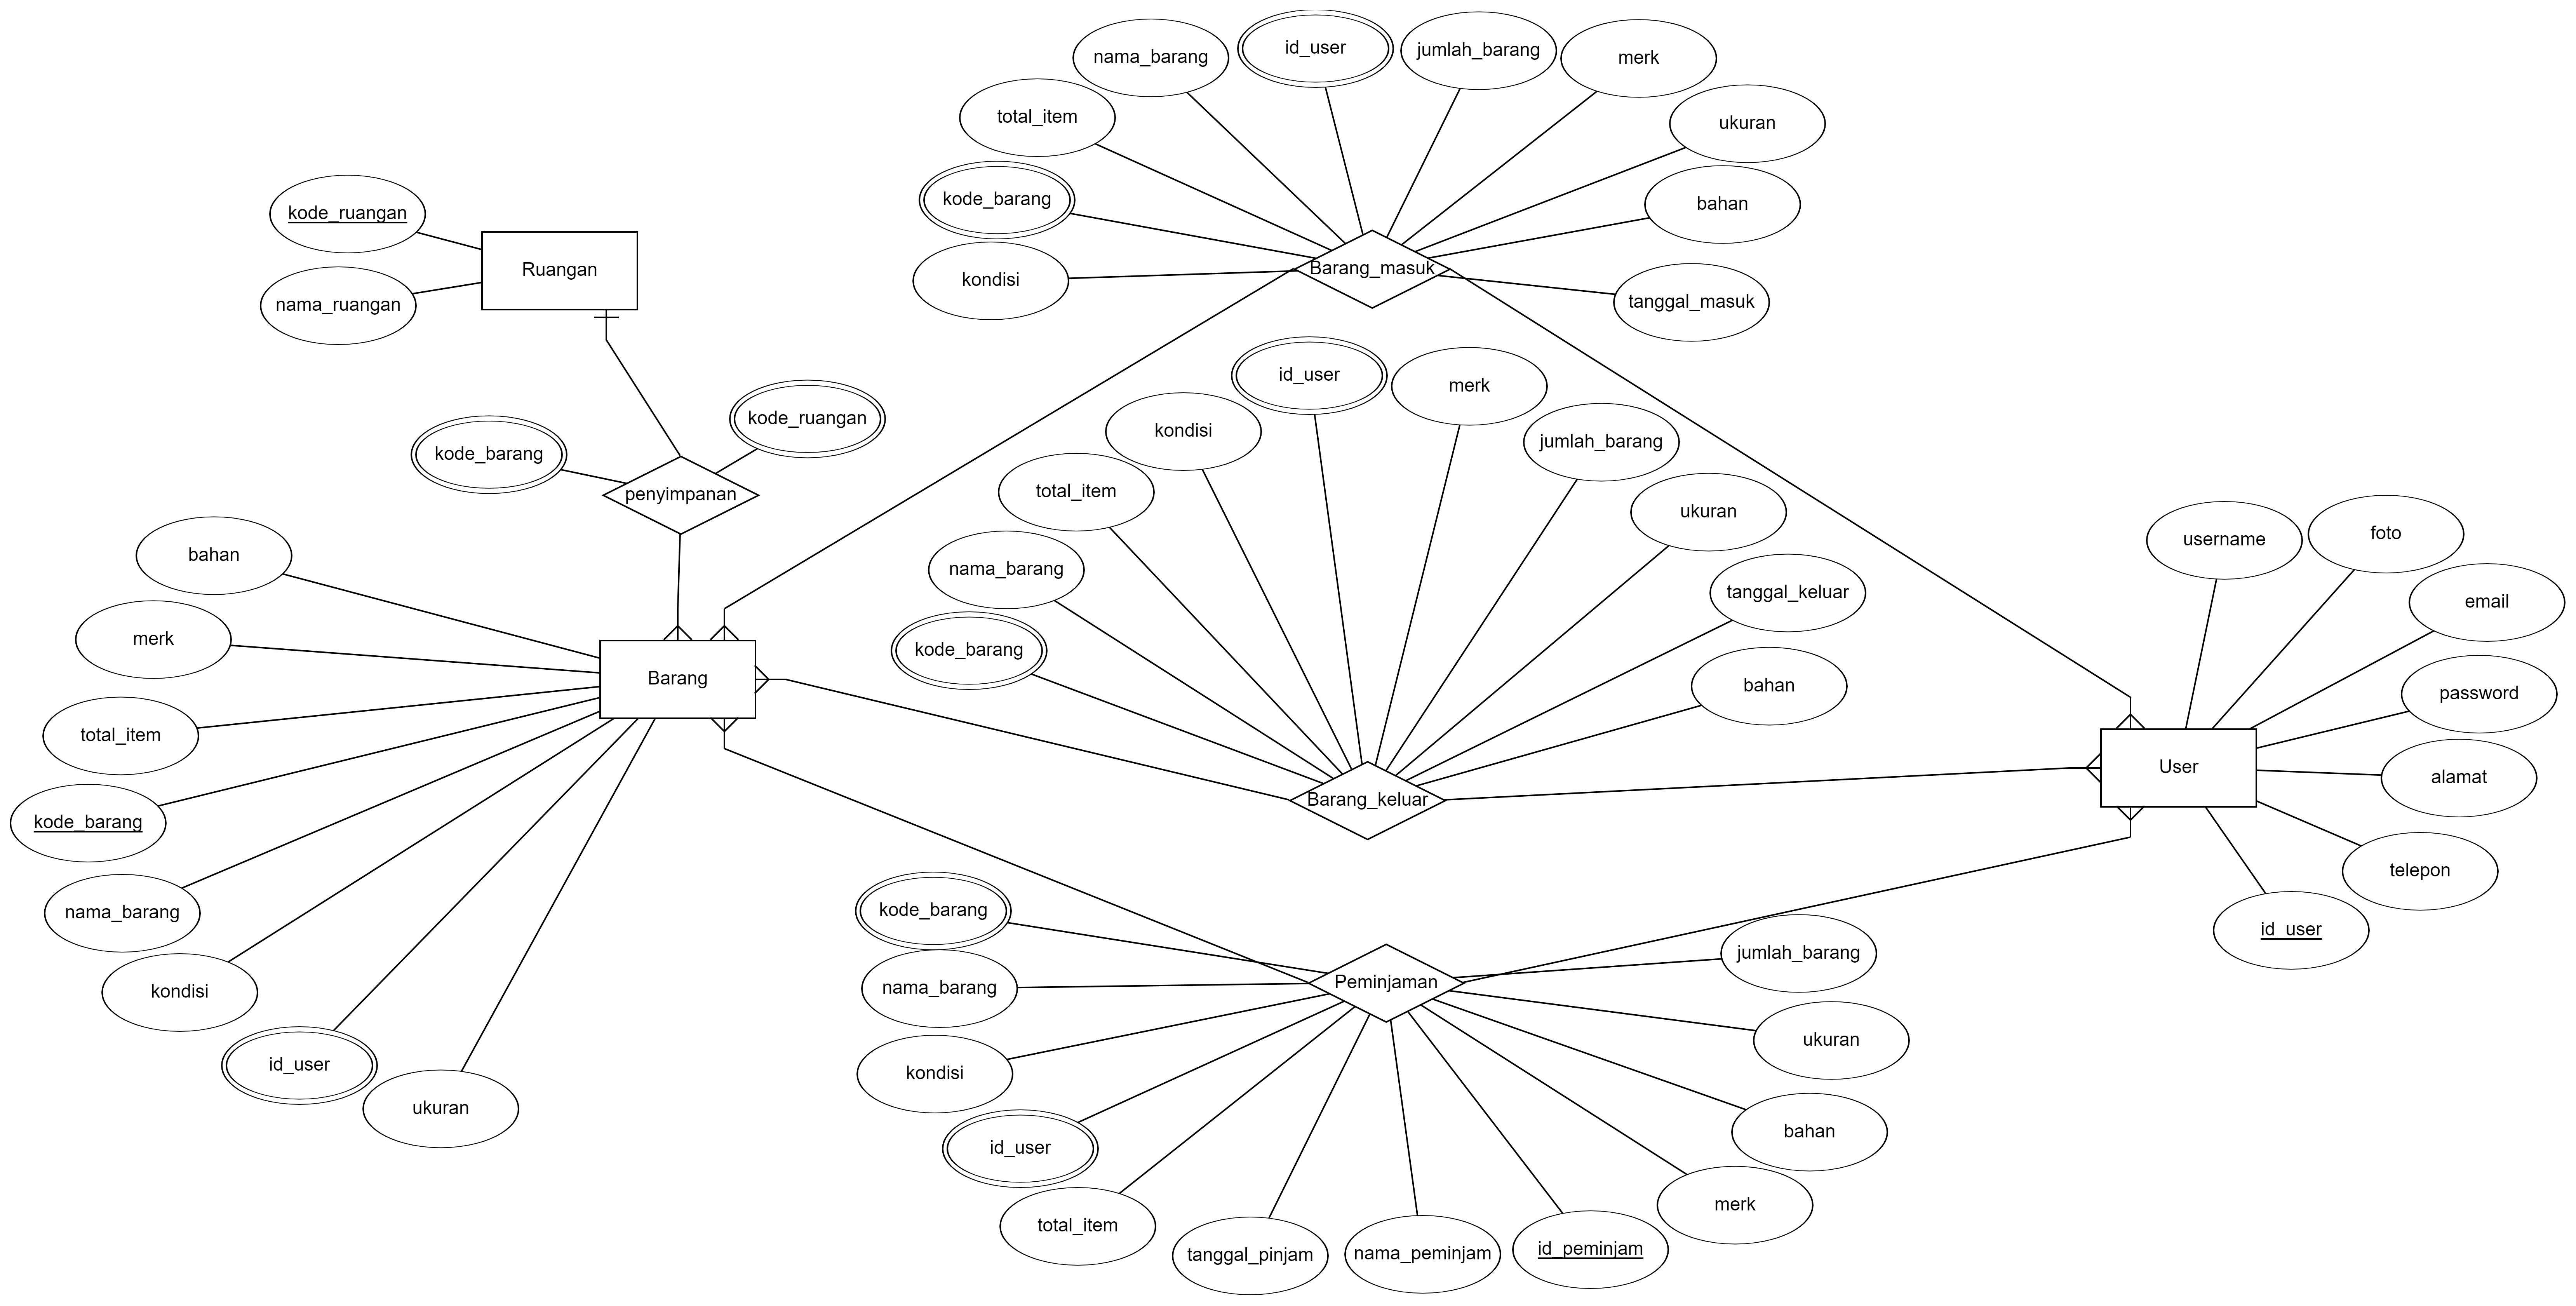 nama_barang
id_user
jumlah_barang
merk
total_item
ukuran
kode_barang
bahan
kondisi
Barang_masuk
tanggal_masuk
kode_ruangan
nama_ruangan
Ruangan
kode_barang
kode_ruangan
penyimpanan
id_user
merk
kondisi
jumlah_barang
total_item
ukuran
nama_barang
tanggal_keluar
kode_barang
bahan
Barang_keluar
username
foto
email
password
alamat
telepon
id_user
User
bahan
merk
total_item
kode_barang
nama_barang
kondisi
id_user
ukuran
Barang
kode_barang
nama_barang
kondisi
id_user
total_item
tanggal_pinjam
nama_peminjam
id_peminjam
merk
bahan
ukuran
jumlah_barang
Peminjaman